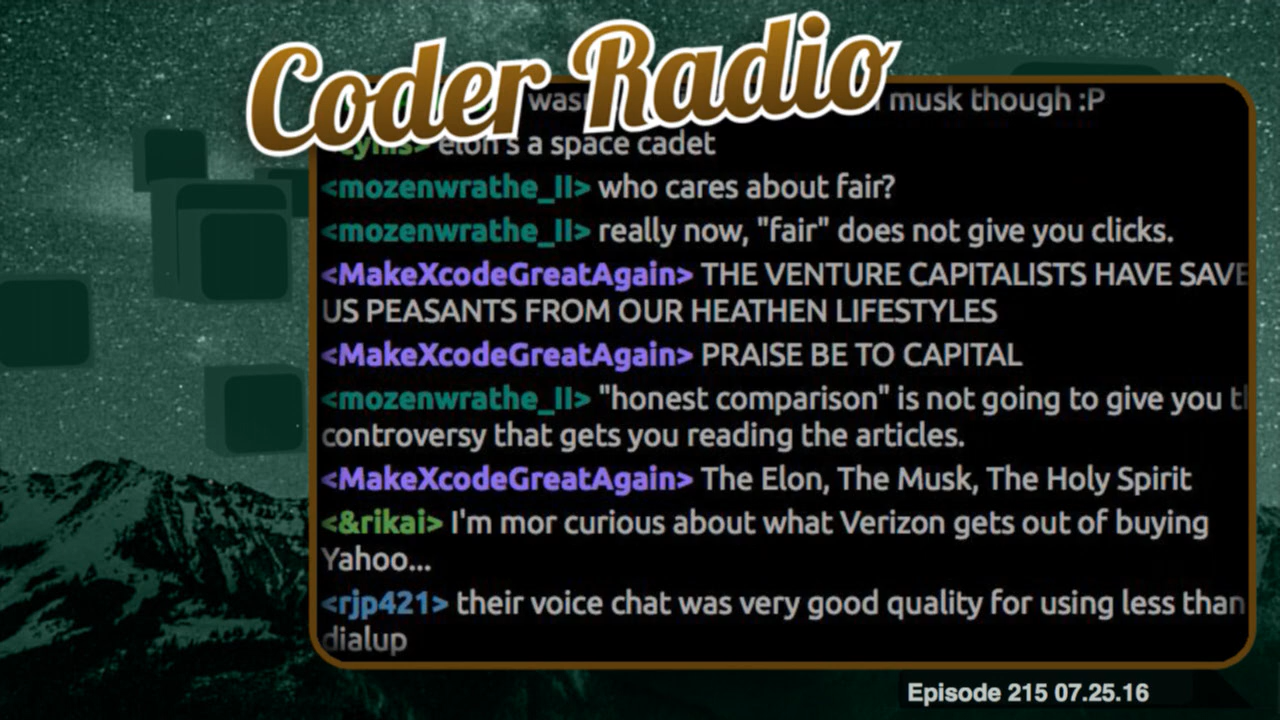 Coder Radio
musk though :P
elon's a space cadet
<mozenwrathe_II> who cares about fair?
<mozenwrathe_II> really now, "fair" does not give you clicks.
<MakeXcodeGreatAgain> THE VENTURE CAPITALISTS HAVE SAVE
US PEASANTS FROM OUR HEATHEN LIFESTYLES
<MakeXcodeGreatAgain> PRAISE BE TO CAPITAL
<mozenwrathe_II> "honest comparison" is not going to give you
controversy that gets you reading the articles.
<MakeXcodeGreatAgain> The Elon, The Musk, The Holy Spirit
<&rikai> I'm mor curious about what Verizon gets out of buying
Yahoo...
<rjp421> their voice chat was very good quality for using less than
dialup
Episode 215 07.25.16